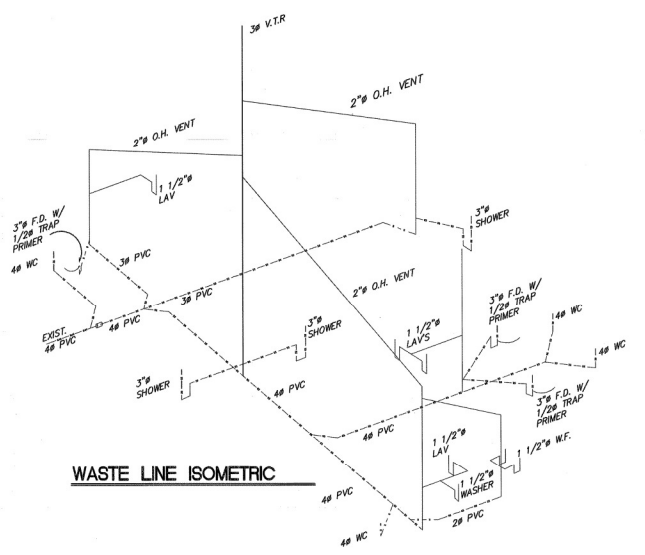 3ø V.T.R
2"ø O.H. VENT
2"ø O.H. VENT
1 1/2"ø
LAV
3"ø F.D. W/
1/2ø TRAP
PRIMER
4ø WC
3ø PVC
3"ø
SHOWER
2"ø O.H. VENT
3ø PVC
EXIST.
4ø PVC
4ø PVC
3"ø F.D. W/
1/2ø TRAP
PRIMER
3"ø
SHOWER
1 1/2"ø
LAV'S
4ø WC
4ø WC
3"ø
SHOWER
4ø PVC
3"ø F.D. W/
1/2ø TRAP
PRIMER
4ø PVC
1 1/2"ø
LAV
1 1/2"ø W.F.
1 1/2"ø
WASHER
WASTE LINE ISOMETRIC
4ø PVC
2ø PVC
4ø WC